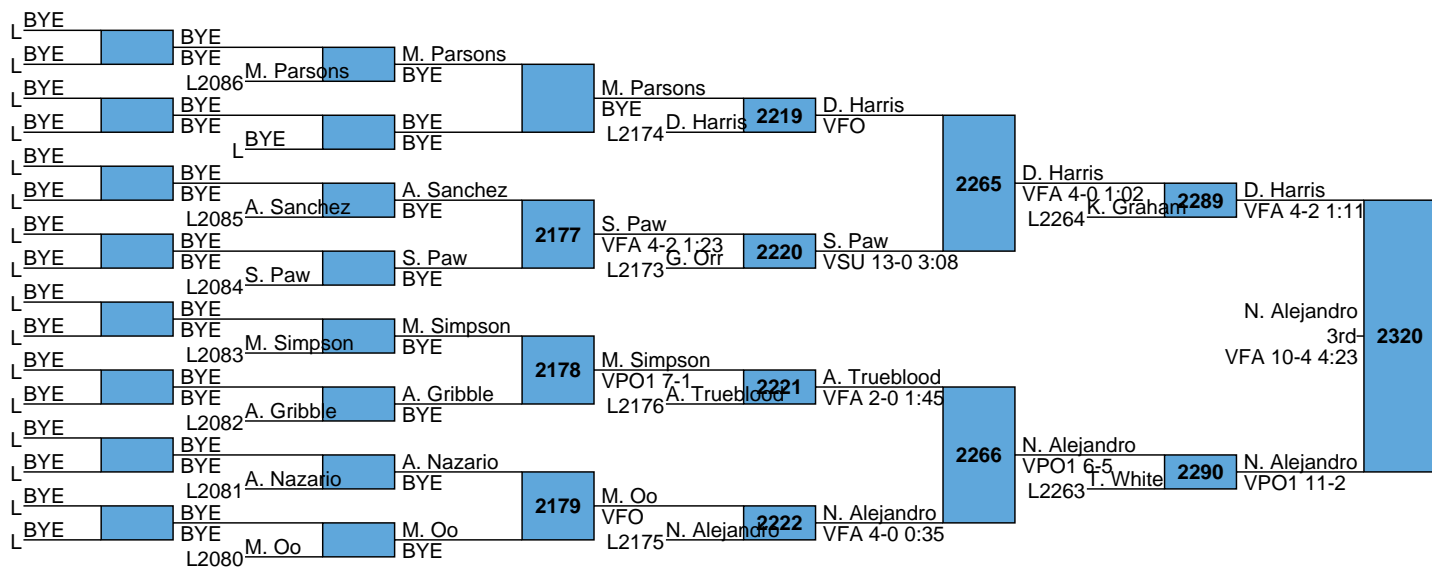 BYE
L
BYE
L
BYE
BYE
L2086
M. Parsons
BYE
L
BYE
L
BYE
BYE
BYE
L
M. Parsons
BYE
BYE
BYE
M. Parsons
BYE
L2174
D. Harris
2219
D. Harris
VFO
BYE
L
BYE
L
BYE
BYE
L2085
A. Sanchez
BYE
L
BYE
L
BYE
BYE
L2084
S. Paw
A. Sanchez
BYE
S. Paw
BYE
2177
S. Paw
VFA 4-2 1:23
L2173
G. Orr
2220
S. Paw
VSU 13-0 3:08
2265
D. Harris
VFA 4-0 1:02
L2264
K. Graham
2289
D. Harris
VFA 4-2 1:11
BYE
L
BYE
L
BYE
BYE
L2083
M. Simpson
BYE
L
BYE
L
BYE
BYE
L2082
A. Gribble
M. Simpson
BYE
A. Gribble
BYE
2178
M. Simpson
VPO1 7-1
L2176
A. Trueblood
2221
A. Trueblood
VFA 2-0 1:45
BYE
L
BYE
L
BYE
BYE
L2081
A. Nazario
BYE
L
BYE
L
BYE
BYE
L2080
M. Oo
A. Nazario
BYE
M. Oo
BYE
2179
M. Oo
VFO
L2175
N. Alejandro
2222
N. Alejandro
VFA 4-0 0:35
2266
N. Alejandro
VPO1 6-5
L2263
T. White
2290
N. Alejandro
VPO1 11-2
N. Alejandro
3rd
VFA 10-4 4:23
2320